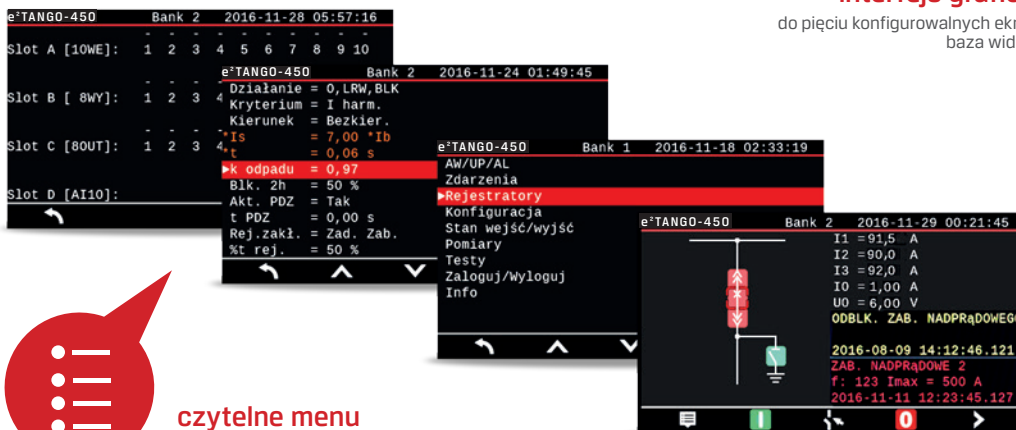 e²TANGO-450 Bank 2 2016-11-28 05:57:16
- - - - - - - - - -
Slot A [10WE]: 1 2 3 4 5 6 7 8 9 10
- - - -
Slot B [ 8WY]: 1 2 3 4
- - - -
Slot C [8OUT]: 1 2 3 4
Slot D [AI10]:
e²TANGO-450 Bank 2 2016-11-24 01:49:45
Działanie = O,LRW,BLK
Kryterium = I harm.
Kierunek = Bezkier.
*Is = 7,00 *Ib
*t = 0,06 s
▶k odpadu = 0,97
Blk. 2h = 50 %
Akt. PDZ = Tak
t PDZ = 0,00 s
Rej.zakł. = Zad. Zab.
%t rej. = 50 %
e²TANGO-450 Bank 1 2016-11-18 02:33:19
AW/UP/AL
Zdarzenia
▶Rejestratory
Konfiguracja
Stan wejść/wyjść
Pomiary
Testy
Zaloguj/Wyloguj
Info
e²TANGO-450 Bank 2 2016-11-29 00:21:45
I1 =91,5 A
I2 =90,0 A
I3 =92,0 A
I0 =1,00 A
U0 =6,00 V
ODBLK. ZAB. NADPRąDOWEGO
2016-08-09 14:12:46.121
ZAB. NADPRąDOWE 2
f: 123 Imax = 500 A
2016-11-11 12:23:45.127
I 0
do pięciu konfigurowalnych
baza
czytelne menu